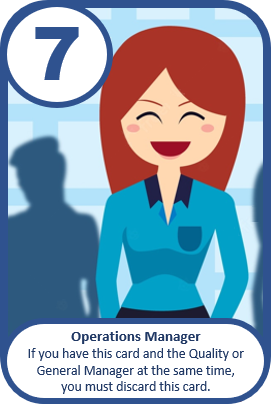 7
Operations Manager
If you have this card and the Quality or
General Manager at the same time,
you must discard this card.